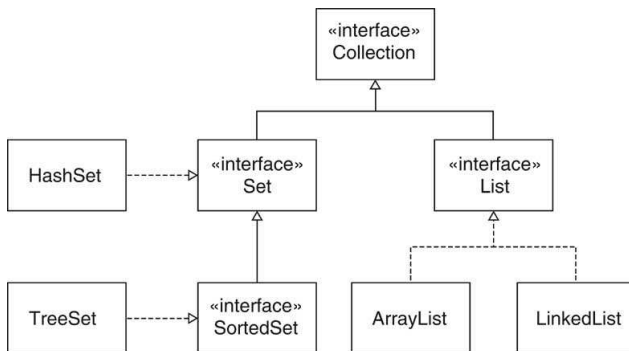 «interface»
Collection
HashSet
«interface»
Set
«interface»
List
TreeSet
«interface»
SortedSet
ArrayList
LinkedList